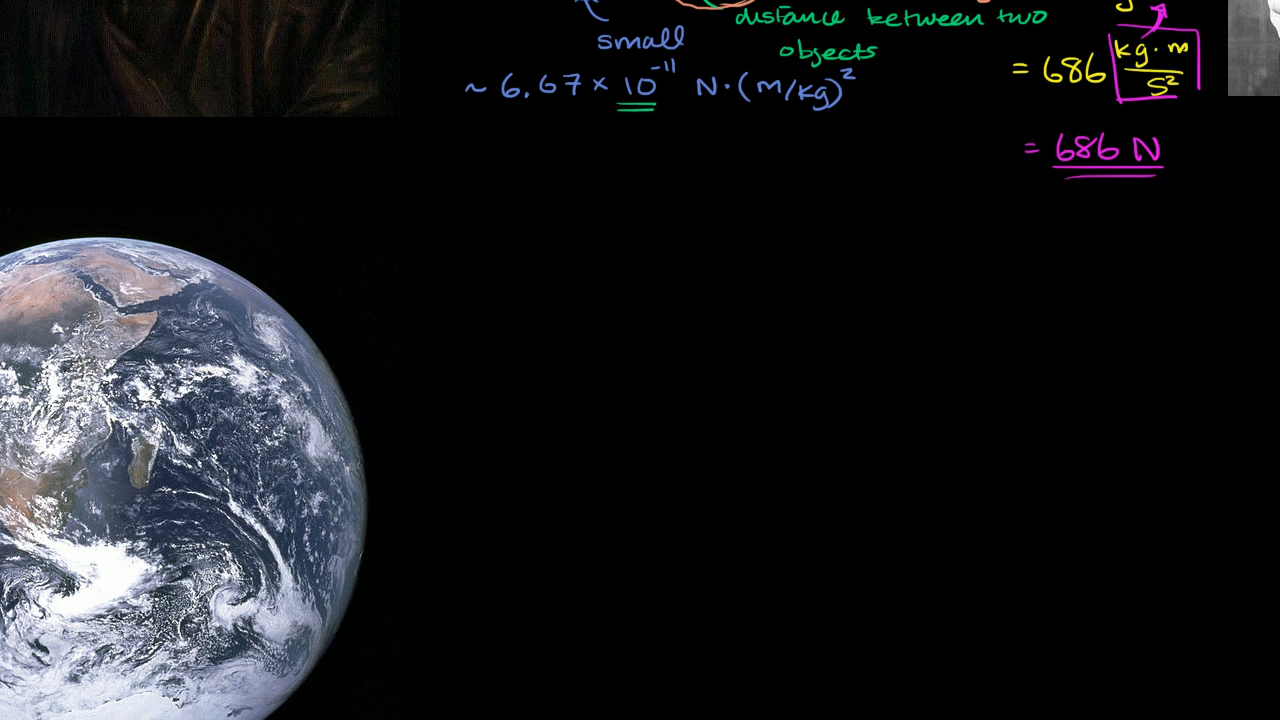 distance between two
small
objects
~ 6.67 × 10⁻¹¹ N·(m/kg)²
= 686 kg·m/s²
= 686 N